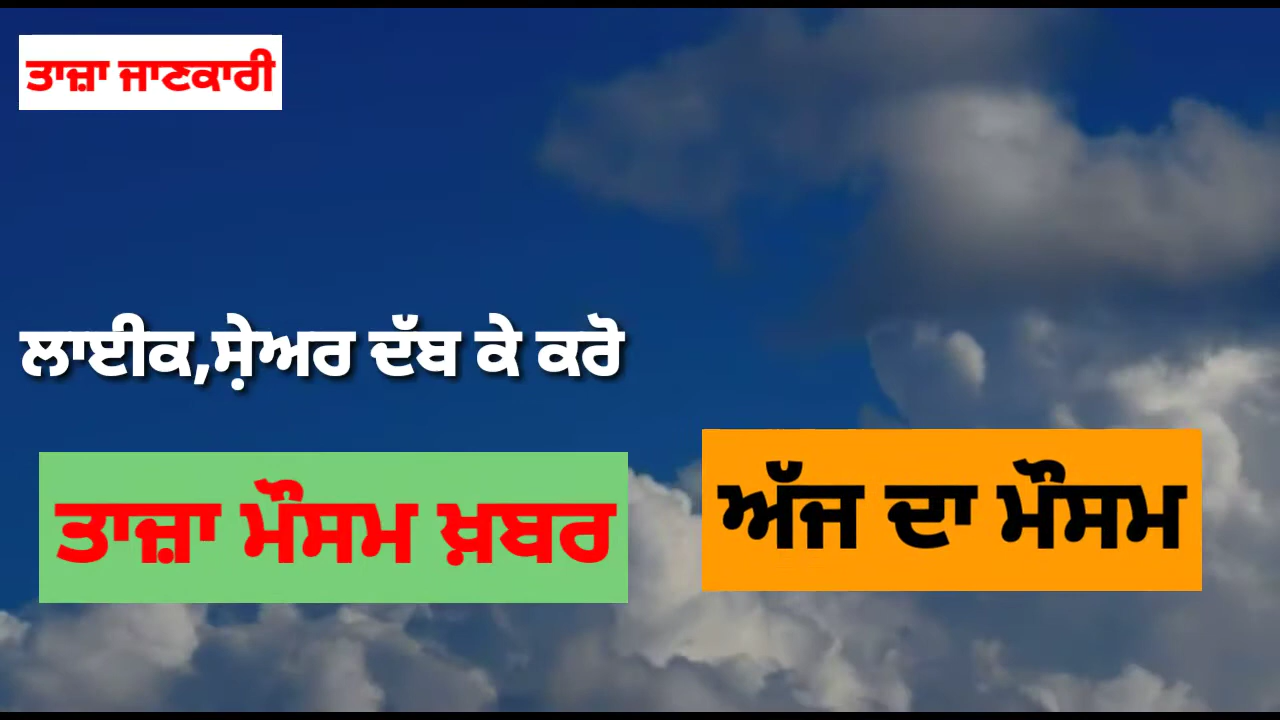 ਤਾਜ਼ਾ ਜਾਣਕਾਰੀ
ਲਾਈਕ,ਸ਼ੇਅਰ ਦੱਬ ਕੇ ਕਰੋ
ਤਾਜ਼ਾ ਮੌਸਮ ਖ਼ਬਰ
ਅੱਜ ਦਾ ਮੌਸਮ